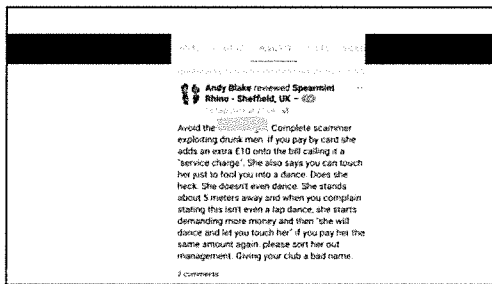 Andy Blake reviewed Spearmint
Rhino - Sheffield, UK –
Avoid the Complete scammer
exploiting drunk men. if you pay by card she
adds an extra £10 onto the bill calling it a
"service charge". She also says you can touch
her just to fool you into a dance. Does she
heck. She doesn't even dance. She stands
about 5 meters away and when you complain
stating this isn't even a lap dance, she starts
demanding more money and then "she will
dance and let you touch her" if you pay her the
same amount again. please sort her out
management. Giving your club a bad name.
2 comments